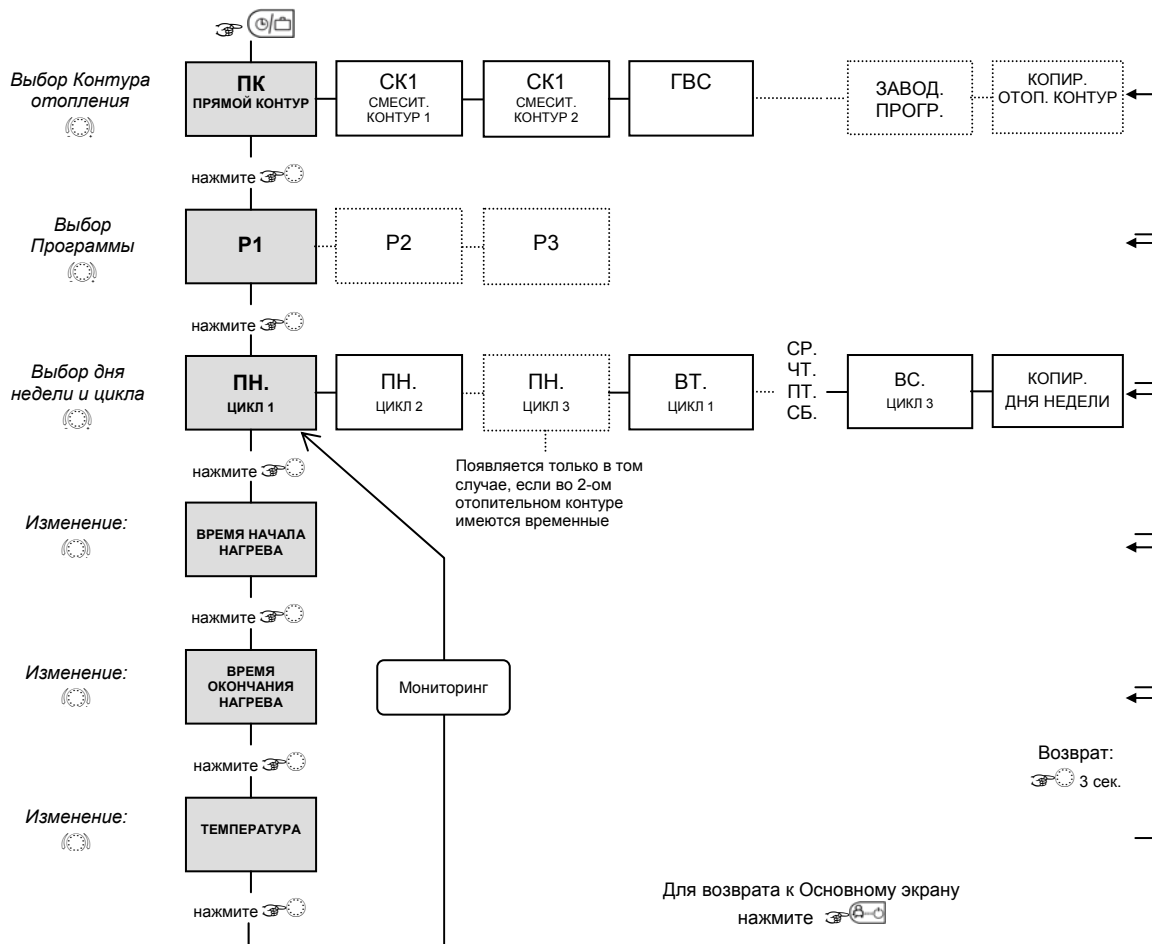 Выбор Контура
отопления
ПК
ПРЯМОЙ КОНТУР
СК1
СМЕСИТ.
КОНТУР 1
СК1
СМЕСИТ.
КОНТУР 2
ГВС
ЗАВОД.
ПРОГР.
КОПИР.
ОТОП. КОНТУР
нажмите
Выбор
Программы
P1
P2
P3
нажмите
Выбор дня
недели и цикла
ПН.
ЦИКЛ 1
ПН.
ЦИКЛ 2
ПН.
ЦИКЛ 3
ВТ.
ЦИКЛ 1
СР.
ЧТ.
ПТ.
СБ.
ВС.
ЦИКЛ 3
КОПИР.
ДНЯ НЕДЕЛИ
нажмите
Появляется только в том
случае, если во 2-ом
отопительном контуре
имеются временные
Изменение:
ВРЕМЯ НАЧАЛА
НАГРЕВА
нажмите
Изменение:
ВРЕМЯ
ОКОНЧАНИЯ
НАГРЕВА
Мониторинг
нажмите
Возврат:
3 сек.
Изменение:
ТЕМПЕРАТУРА
нажмите
Для возврата к Основному экрану
нажмите